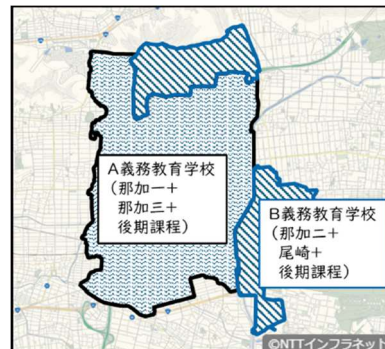 A義務教育学校
(那加一+
那加三+
後期課程)
B義務教育学校
(那加二+
尾崎+
後期課程)
©NTTインフラネット